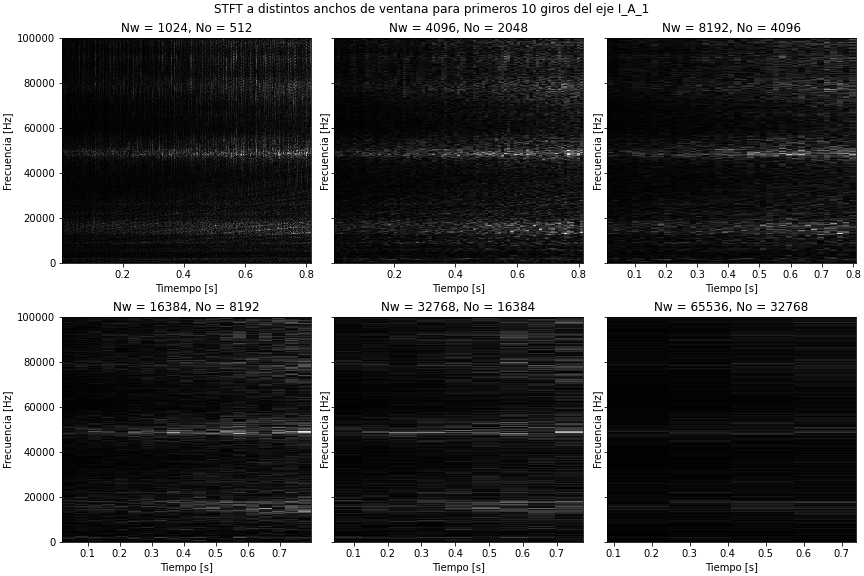 STFT a distintos anchos de ventana para primeros 10 giros del eje I_A_1
Nw = 1024, No = 512
Nw = 4096, No = 2048
Nw = 8192, No = 4096
100000
80000
60000
40000
20000
0
Frecuencia [Hz]
0.2 0.4 0.6 0.8
Timempo [s]
Frecuencia [Hz]
0.2 0.4 0.6 0.8
Tiempo [s]
Frecuencia [Hz]
0.1 0.2 0.3 0.4 0.5 0.6 0.7 0.8
Tiempo [s]
Nw = 16384, No = 8192
Nw = 32768, No = 16384
Nw = 65536, No = 32768
100000
80000
60000
40000
20000
0
Frecuencia [Hz]
0.1 0.2 0.3 0.4 0.5 0.6 0.7
Tiempo [s]
Frecuencia [Hz]
0.1 0.2 0.3 0.4 0.5 0.6 0.7
Tiempo [s]
Frecuencia [Hz]
0.1 0.2 0.3 0.4 0.5 0.6 0.7
Tiempo [s]